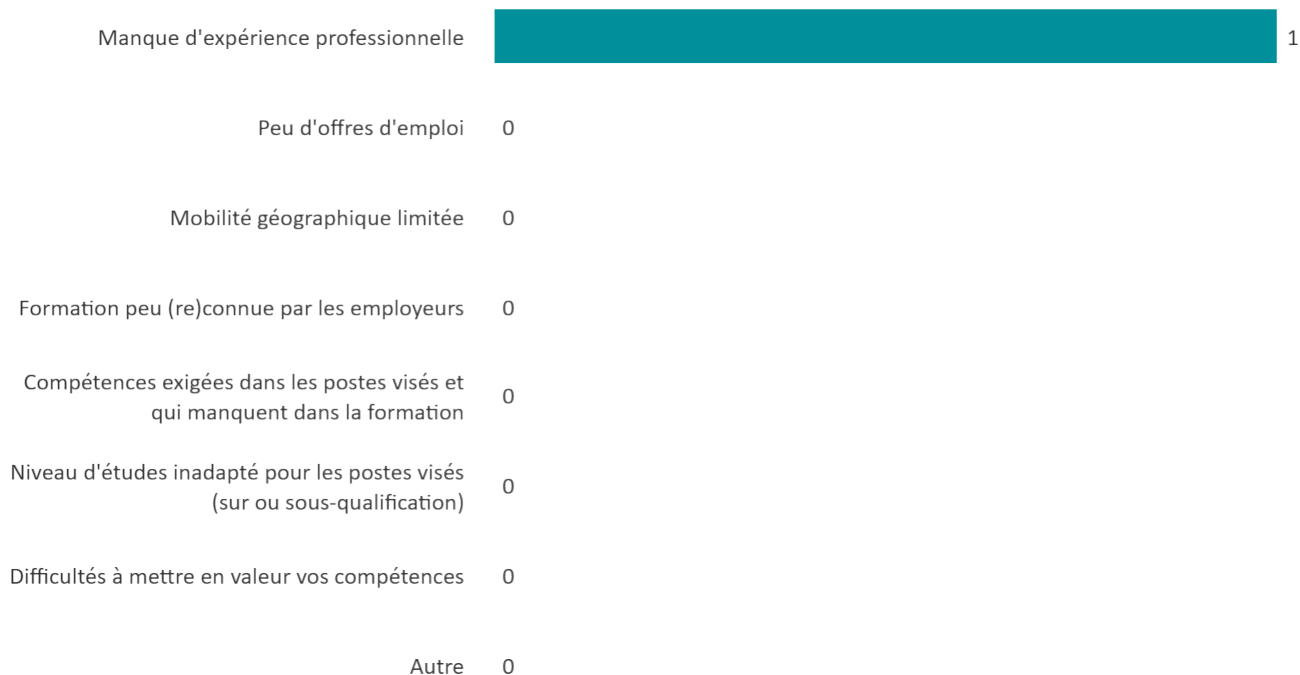 Manque d'expérience professionnelle 1
Peu d'offres d'emploi 0
Mobilité géographique limitée 0
Formation peu (re)connue par les employeurs 0
Compétences exigées dans les postes visés et
qui manquent dans la formation 0
Niveau d'études inadapté pour les postes visés
(sur ou sous-qualification) 0
Difficultés à mettre en valeur vos compétences 0
Autre 0